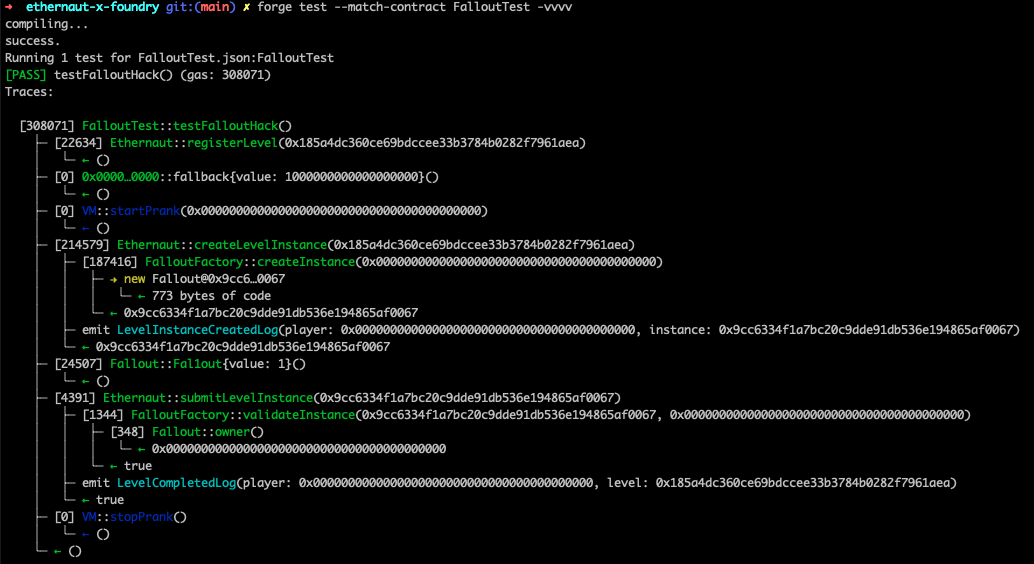 ➜  ethernaut-x-foundry git:(main) ✗ forge test --match-contract FalloutTest -vvvv
compiling...
success.
Running 1 test for FalloutTest.json:FalloutTest
[PASS] testFalloutHack() (gas: 308071)
Traces:
[308071] FalloutTest::testFalloutHack()
├─ [22634] Ethernaut::registerLevel(0x185a4dc360ce69bdccee33b3784b0282f7961aea)
│ └─ ← ()
├─ [0] 0x0000…0000::fallback{value: 1000000000000000000}()
│ └─ ← ()
├─ [0] VM::startPrank(0x0000000000000000000000000000000000000000)
│ └─ ← ()
├─ [214579] Ethernaut::createLevelInstance(0x185a4dc360ce69bdccee33b3784b0282f7961aea)
│ ├─ [187416] FalloutFactory::createInstance(0x0000000000000000000000000000000000000000)
│ │ ├─ → new Fallout@0x9cc6…0067
│ │ │ └─ ← 773 bytes of code
│ │ └─ ← 0x9cc6334f1a7bc20c9dde91db536e194865af0067
│ ├─ emit LevelInstanceCreatedLog(player: 0x0000000000000000000000000000000000000000, instance: 0x9cc6334f1a7bc20c9dde91db536e194865af0067)
│ └─ ← 0x9cc6334f1a7bc20c9dde91db536e194865af0067
├─ [24507] Fallout::Fal1out{value: 1}()
│ └─ ← ()
├─ [4391] Ethernaut::submitLevelInstance(0x9cc6334f1a7bc20c9dde91db536e194865af0067)
│ ├─ [1344] FalloutFactory::validateInstance(0x9cc6334f1a7bc20c9dde91db536e194865af0067, 0x0000000000000000000000000000000000000000)
│ │ ├─ [348] Fallout::owner()
│ │ │ └─ ← 0x0000000000000000000000000000000000000000
│ │ └─ ← true
│ ├─ emit LevelCompletedLog(player: 0x0000000000000000000000000000000000000000, level: 0x185a4dc360ce69bdccee33b3784b0282f7961aea)
│ └─ ← true
├─ [0] VM::stopPrank()
│ └─ ← ()
└─ ← ()